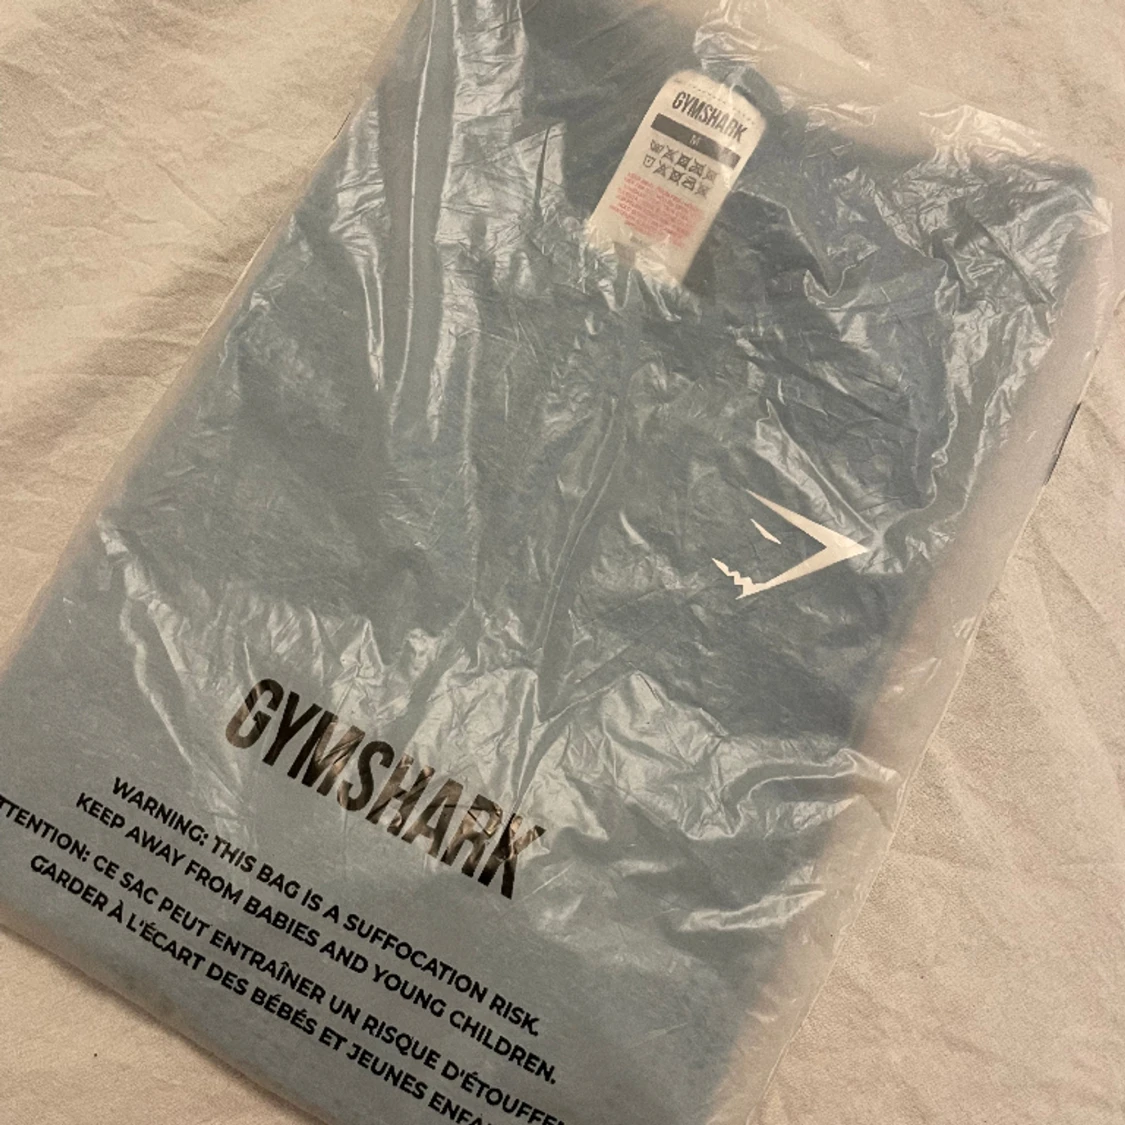 GYMSHARK
M
GYMSHARK
WARNING: THIS BAG IS A SUFFOCATION RISK.
KEEP AWAY FROM BABIES AND YOUNG CHILDREN.
TTENTION: CE SAC PEUT ENTRAÎNER UN RISQUE D'ÉTOUFFE
GARDER À L'ÉCART DES BÉBÉS ET JEUNES ENFA